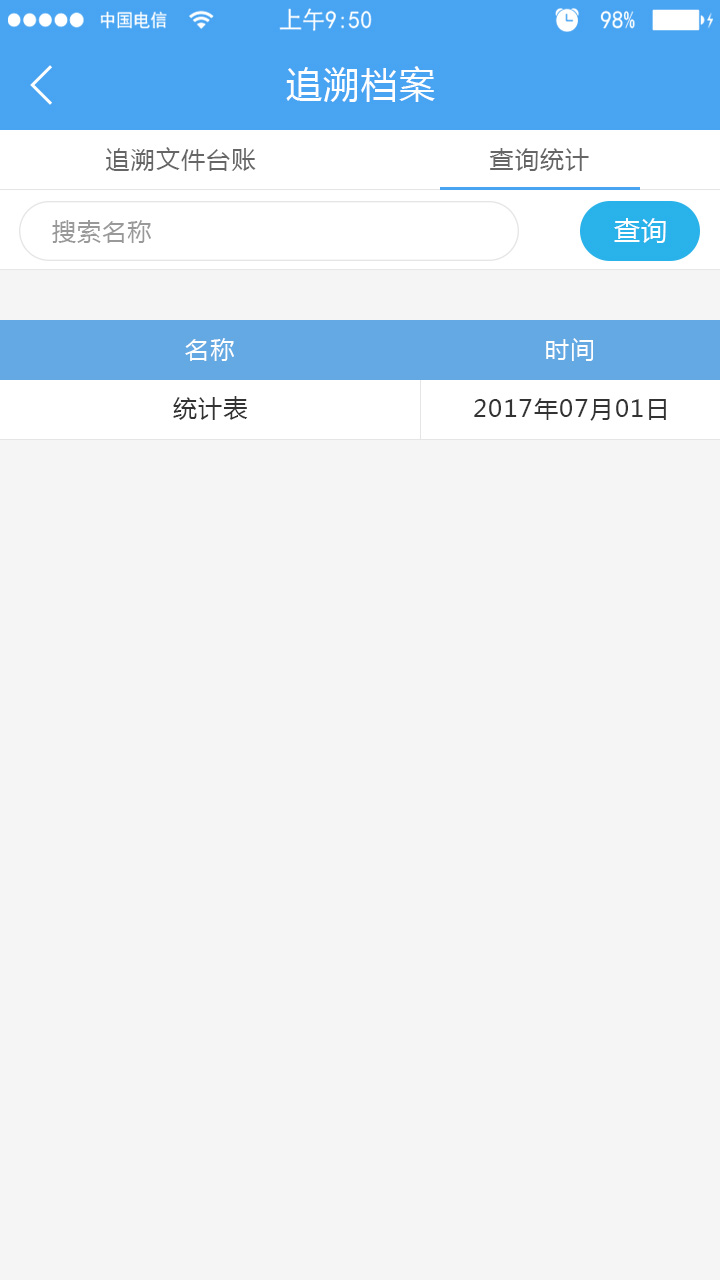 中国电信 上午9:50 98%
追溯档案
追溯文件台账 查询统计
搜索名称 查询
名称 时间
统计表 2017年07月01日